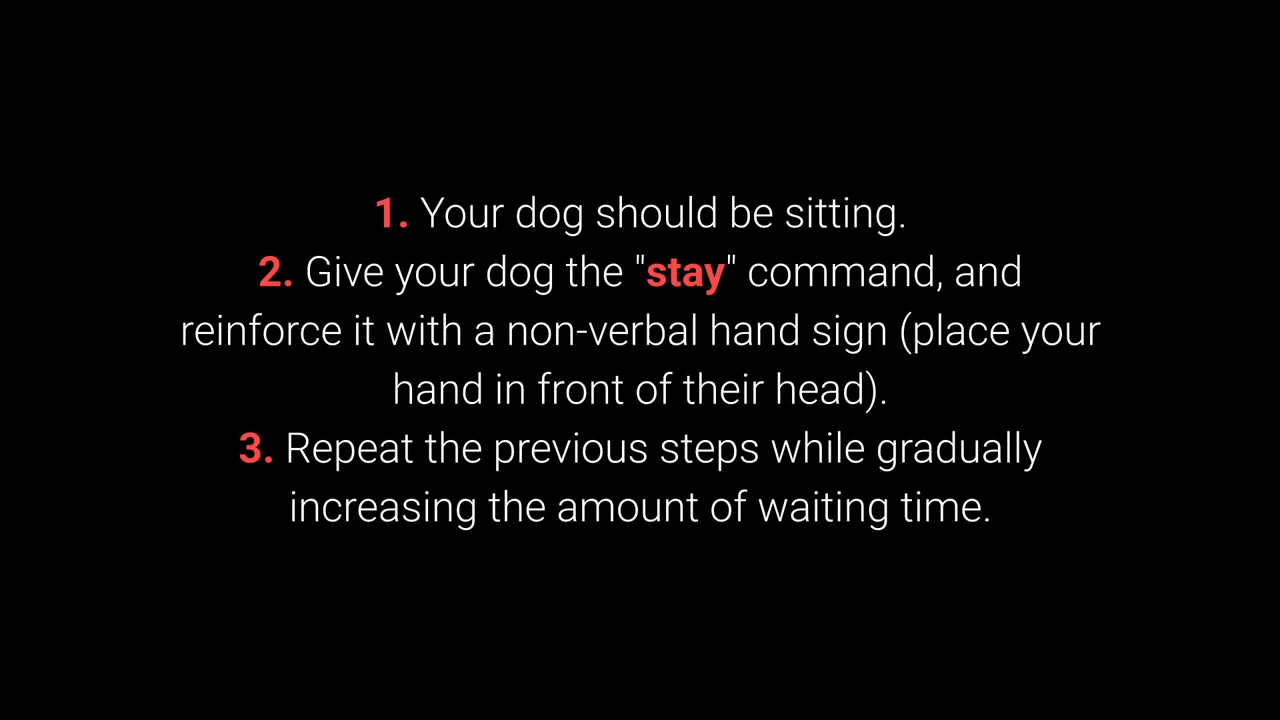 1. Your dog should be sitting.
2. Give your dog the "stay" command, and
reinforce it with a non-verbal hand sign (place your
hand in front of their head).
3. Repeat the previous steps while gradually
increasing the amount of waiting time.